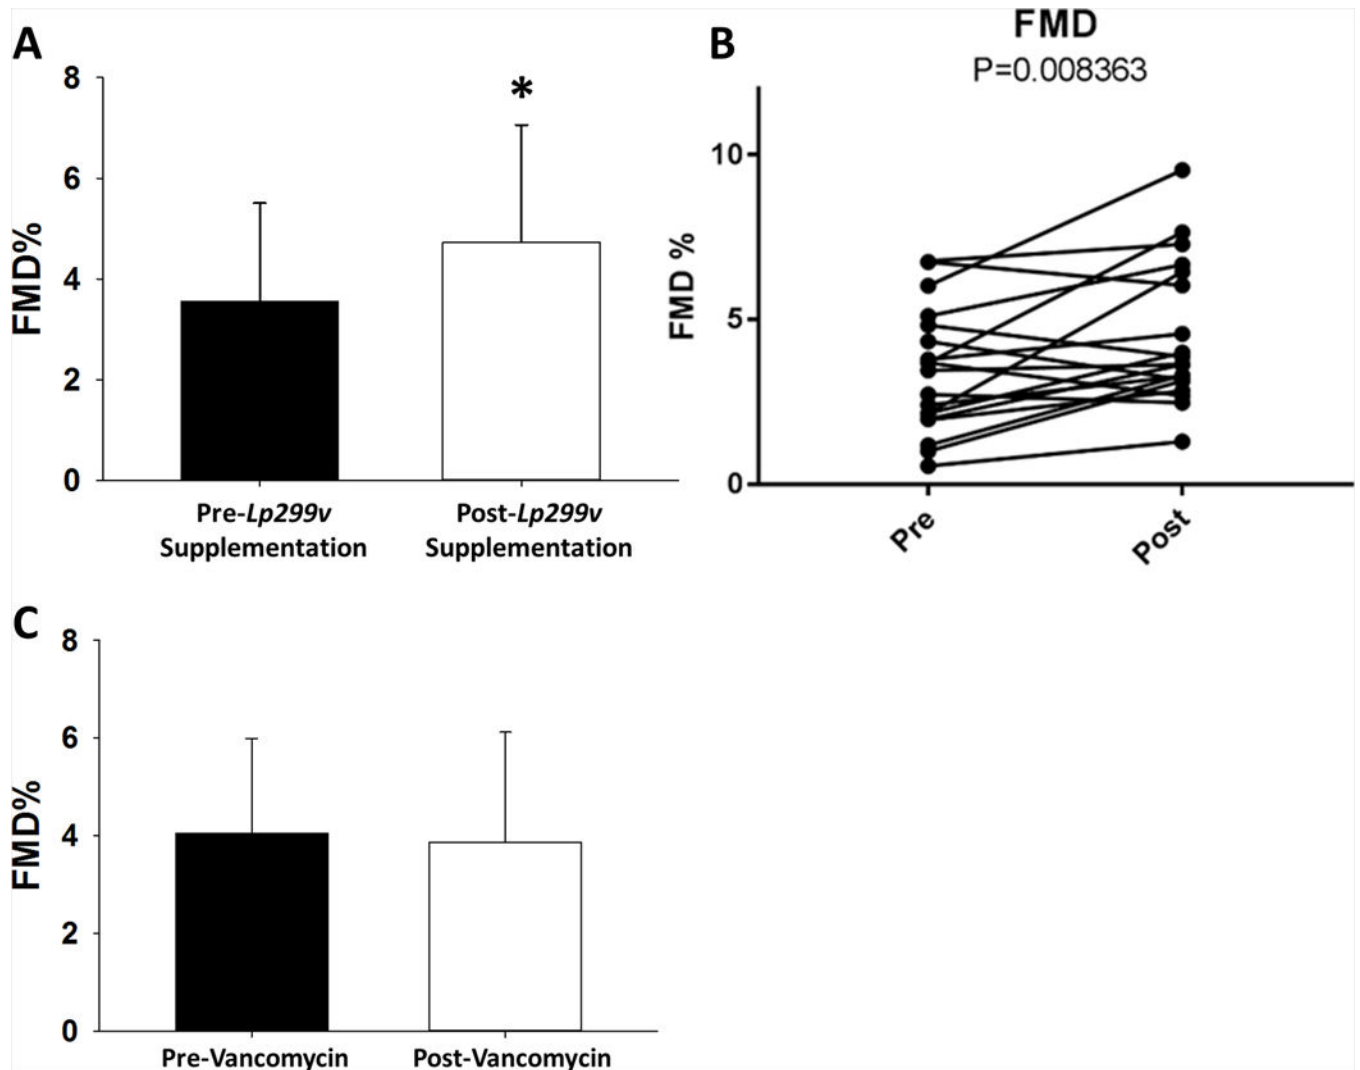 A
8
6
4
2
0
FMD%
*
Pre-Lp299v
Supplementation
Post-Lp299v
Supplementation
B
FMD
P=0.008363
10
5
0
FMD %
Pre
Post
C
8
6
4
2
0
FMD%
Pre-Vancomycin
Post-Vancomycin